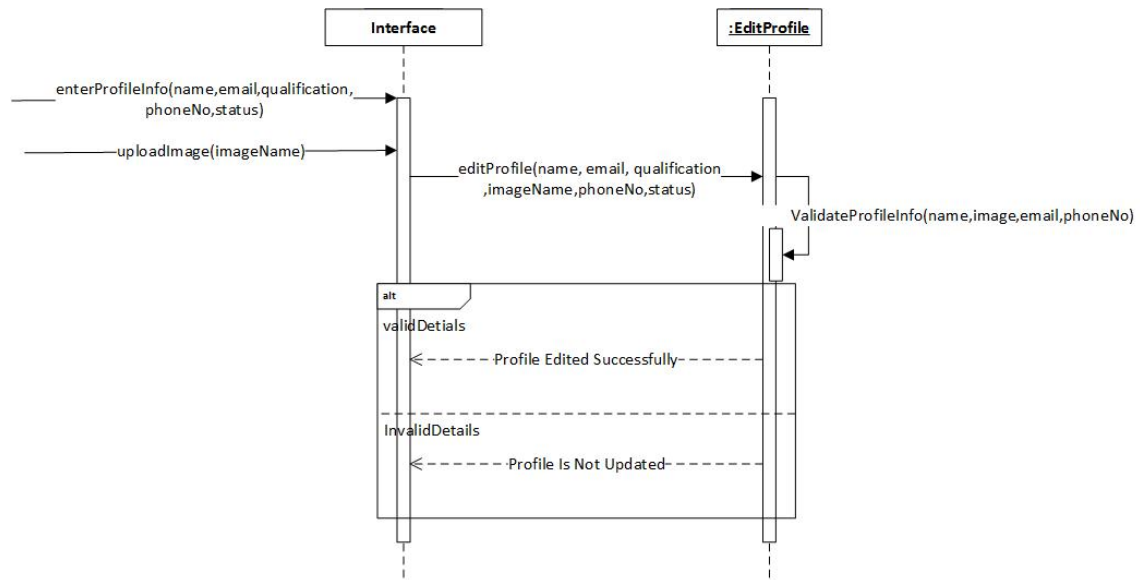 Interface
:EditProfile
enterProfileInfo(name,email,qualification,
phoneNo,status)
uploadImage(imageName)
editProfile(name, email, qualification
,imageName,phoneNo,status)
ValidateProfileInfo(name,image,email,phoneNo)
alt
validDetials
Profile Edited Successfully
InvalidDetails
Profile Is Not Updated